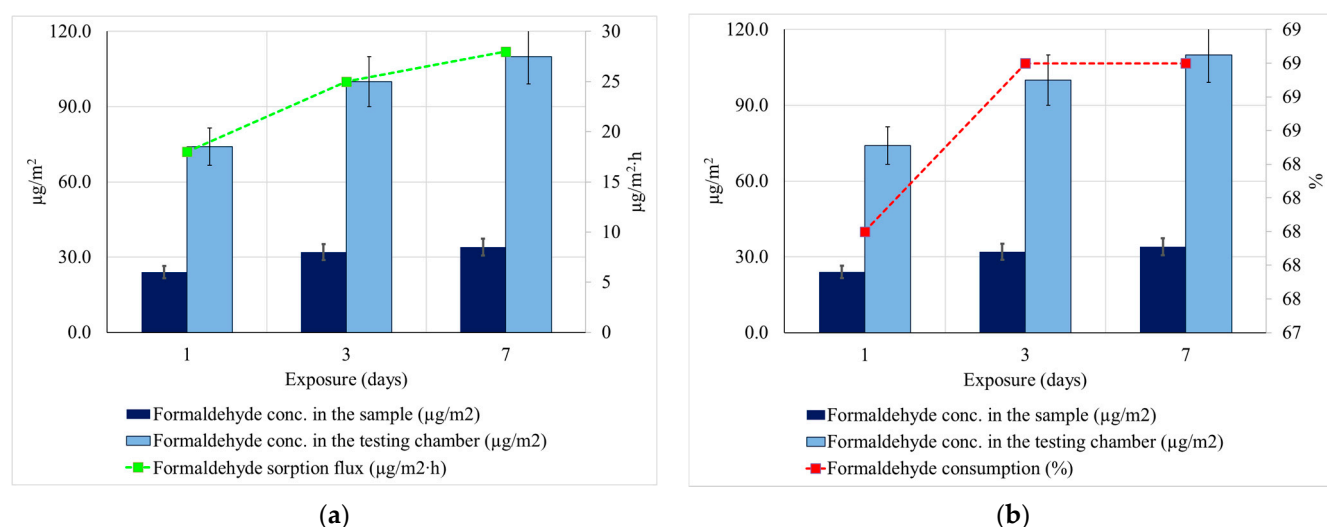 120.0
90.0
60.0
30.0
0.0
µg/m²
30
25
20
15
10
5
0
µg/m²·h
1 3 7
Exposure (days)
Formaldehyde conc. in the sample (µg/m2)
Formaldehyde conc. in the testing chamber (µg/m2)
Formaldehyde sorption flux (µg/m2·h)
(a)
120.0
90.0
60.0
30.0
0.0
µg/m²
69
69
69
69
68
68
68
68
68
67
%
1 3 7
Exposure (days)
Formaldehyde conc. in the sample (µg/m2)
Formaldehyde conc. in the testing chamber (µg/m2)
Formaldehyde consumption (%)
(b)